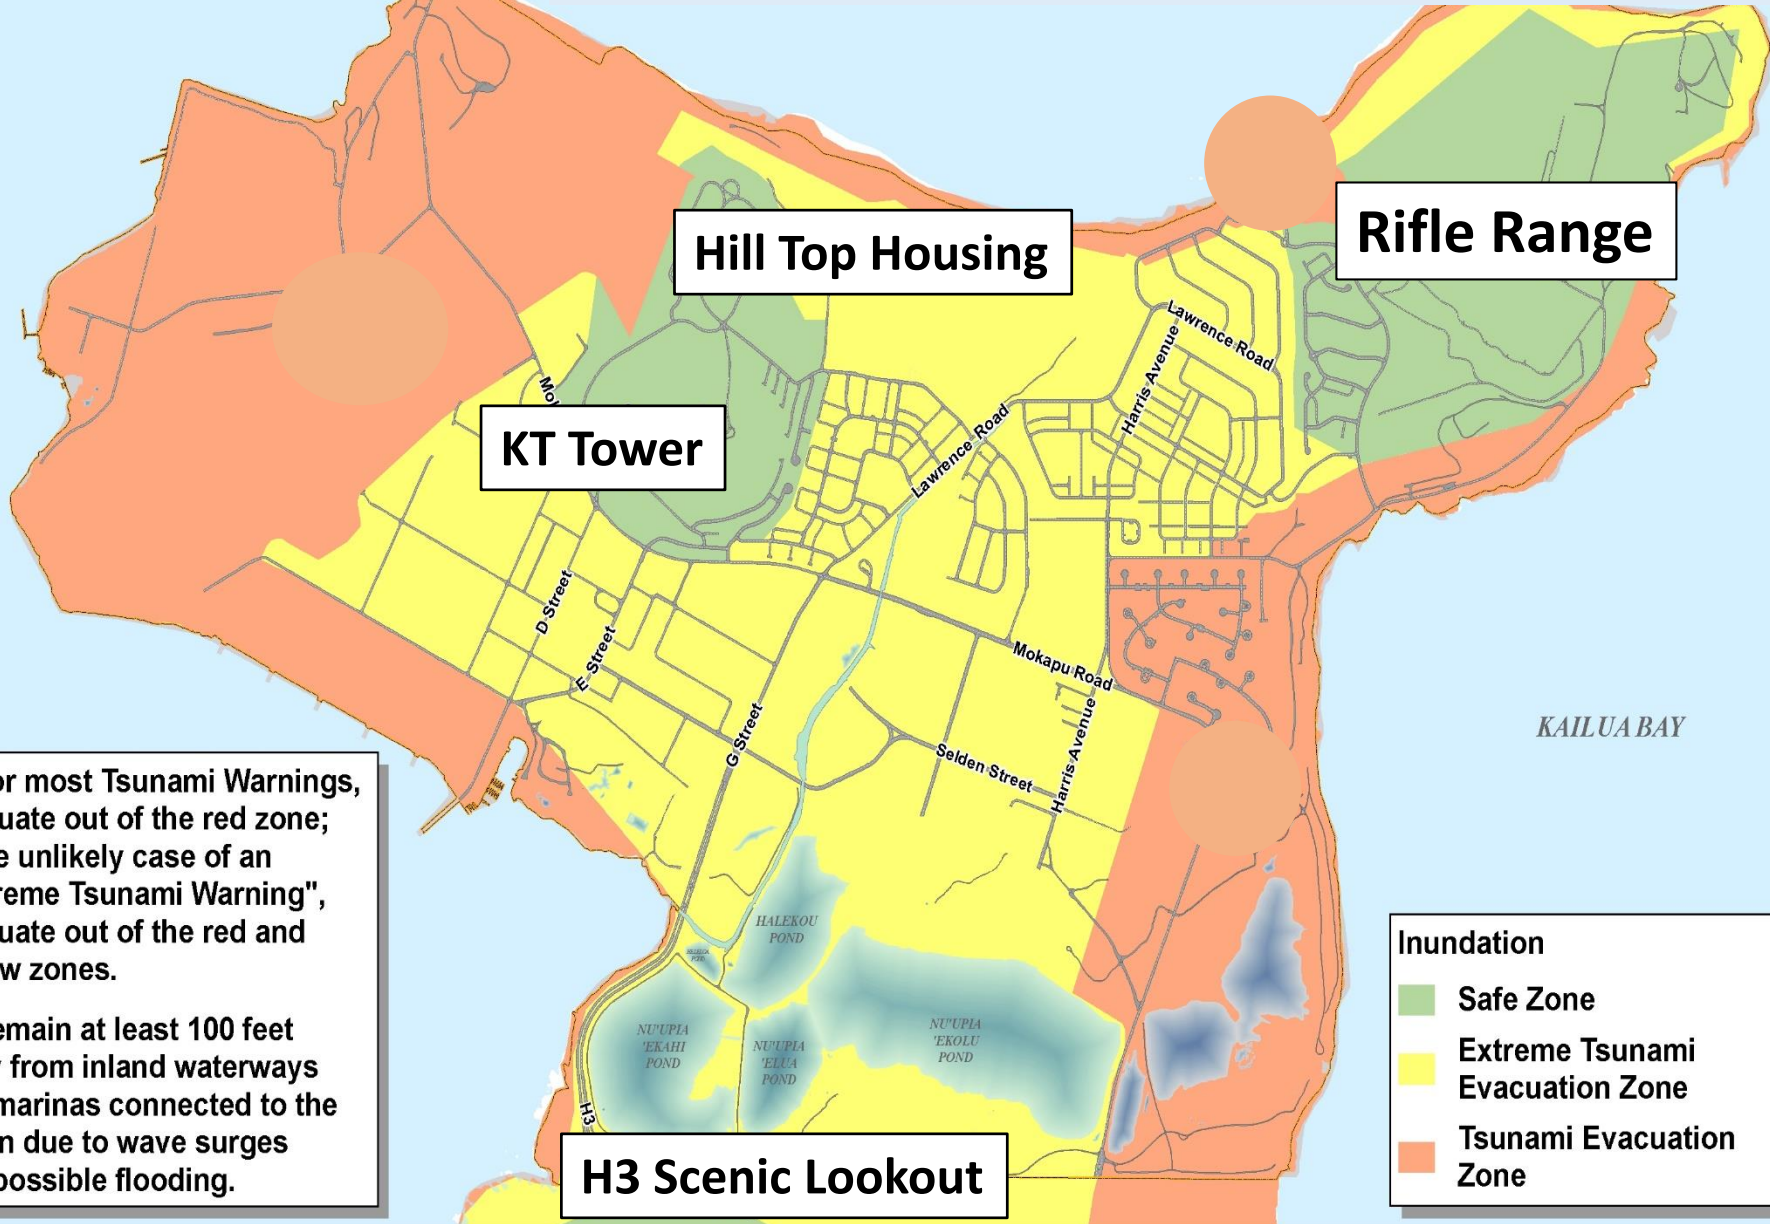 Hill Top Housing
Rifle Range
KT Tower
Lawrence Road
Harris Avenue
Lawrence Road
D Street
E Street
G Street
Mokapu Road
Harris Avenue
Selden Street
KAILUA BAY
or most Tsunami Warnings,
uate out of the red zone;
e unlikely case of an
reme Tsunami Warning",
uate out of the red and
w zones.
emain at least 100 feet
from inland waterways
marinas connected to the
n due to wave surges
possible flooding.
HALEKOU
POND
NU'UPIA
'EKAHI
POND
NU'UPIA
'ELUA
POND
NU'UPIA
'EKOLU
POND
H3
H3 Scenic Lookout
Inundation
Safe Zone
Extreme Tsunami
Evacuation Zone
Tsunami Evacuation
Zone